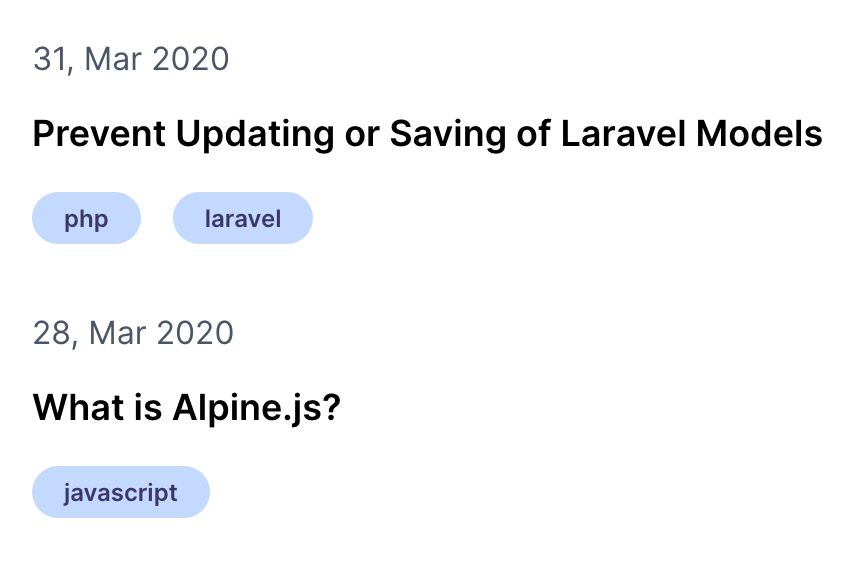 31, Mar 2020
Prevent Updating or Saving of Laravel Models
php laravel
28, Mar 2020
What is Alpine.js?
javascript